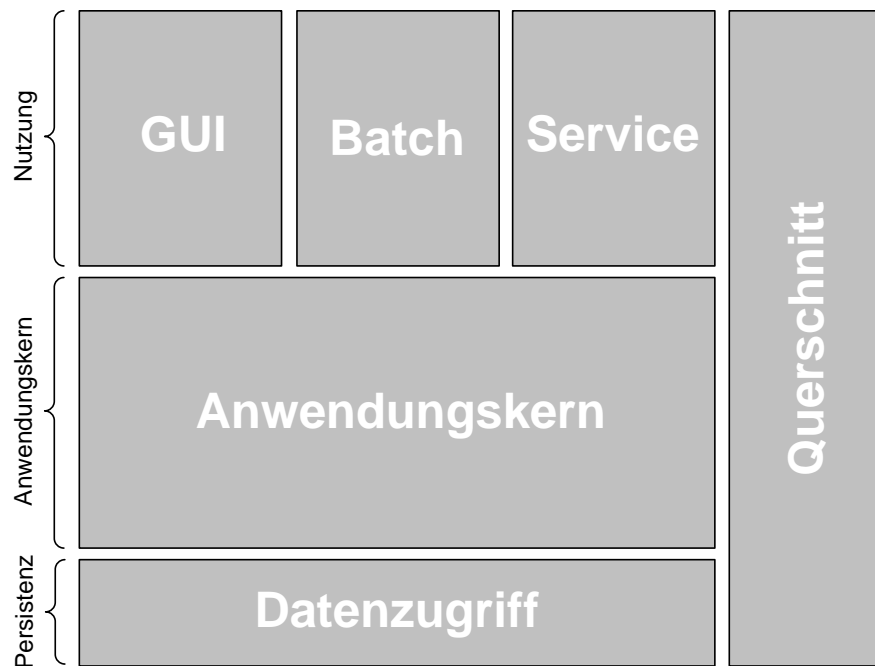 Nutzung
GUI
Batch
Service
Querschnitt
Anwendungskern
Anwendungskern
Persistenz
Datenzugriff